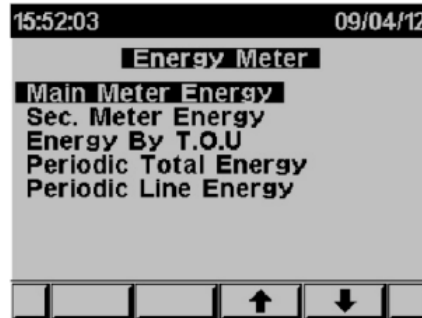 15:52:03 09/04/12
Energy Meter
Main Meter Energy
Sec. Meter Energy
Energy By T.O.U
Periodic Total Energy
Periodic Line Energy